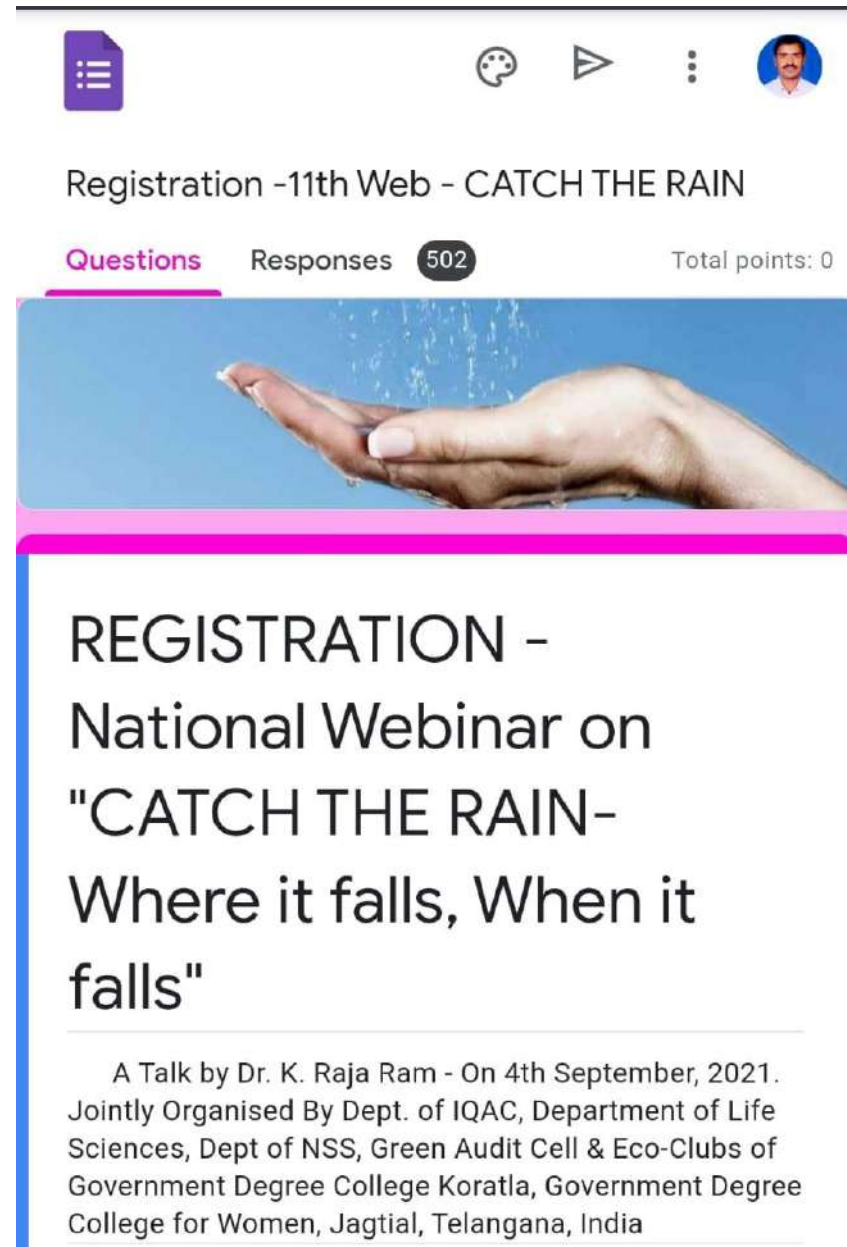 Registration -11th Web - CATCH THE RAIN
Questions Responses 502 Total points: 0
REGISTRATION -
National Webinar on
"CATCH THE RAIN-
Where it falls, When it
falls"
A Talk by Dr. K. Raja Ram - On 4th September, 2021.
Jointly Organised By Dept. of IQAC, Department of Life
Sciences, Dept of NSS, Green Audit Cell & Eco-Clubs of
Government Degree College Koratla, Government Degree
College for Women, Jagtial, Telangana, India